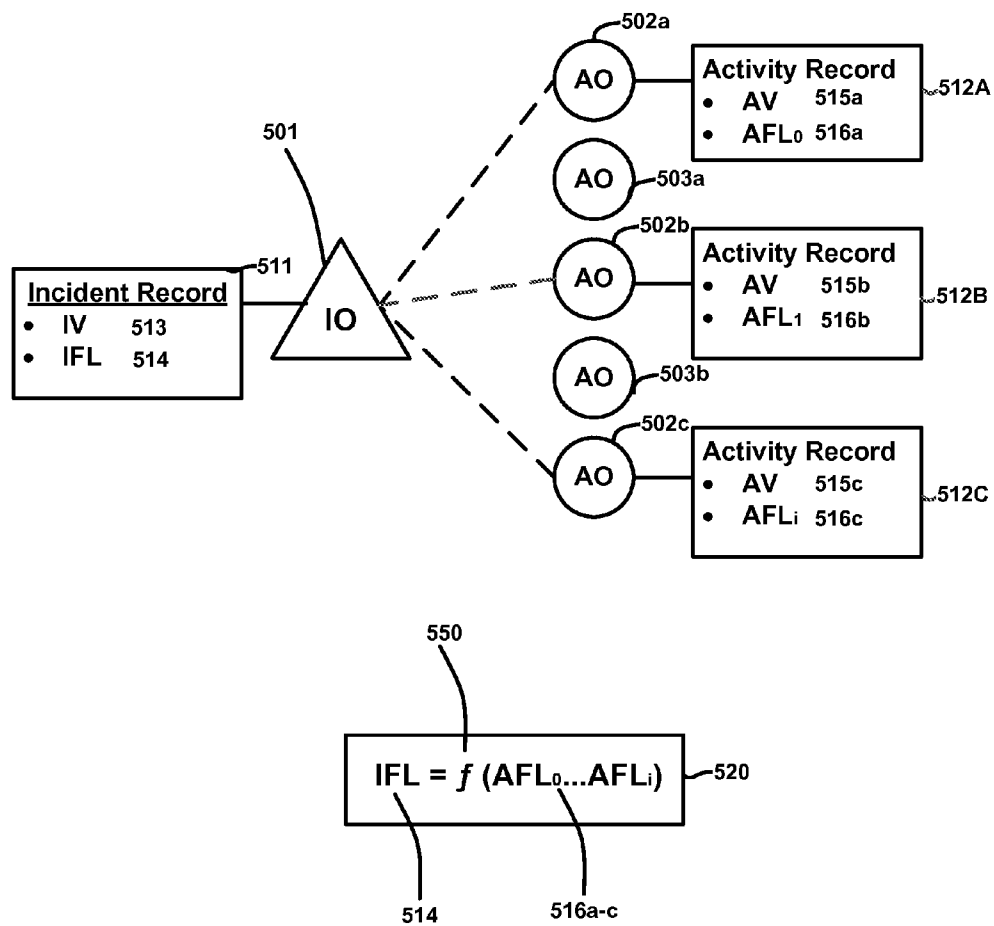 502a
AO
Activity Record
• AV 515a
• AFL₀ 516a
512A
501
AO
503a
502b
511
Incident Record
• IV 513
• IFL 514
IO
AO
Activity Record
• AV 515b
• AFL₁ 516b
512B
AO
503b
502c
AO
Activity Record
• AV 515c
• AFLᵢ 516c
512C
550
IFL = ƒ (AFL₀...AFLᵢ)
520
514
516a-c